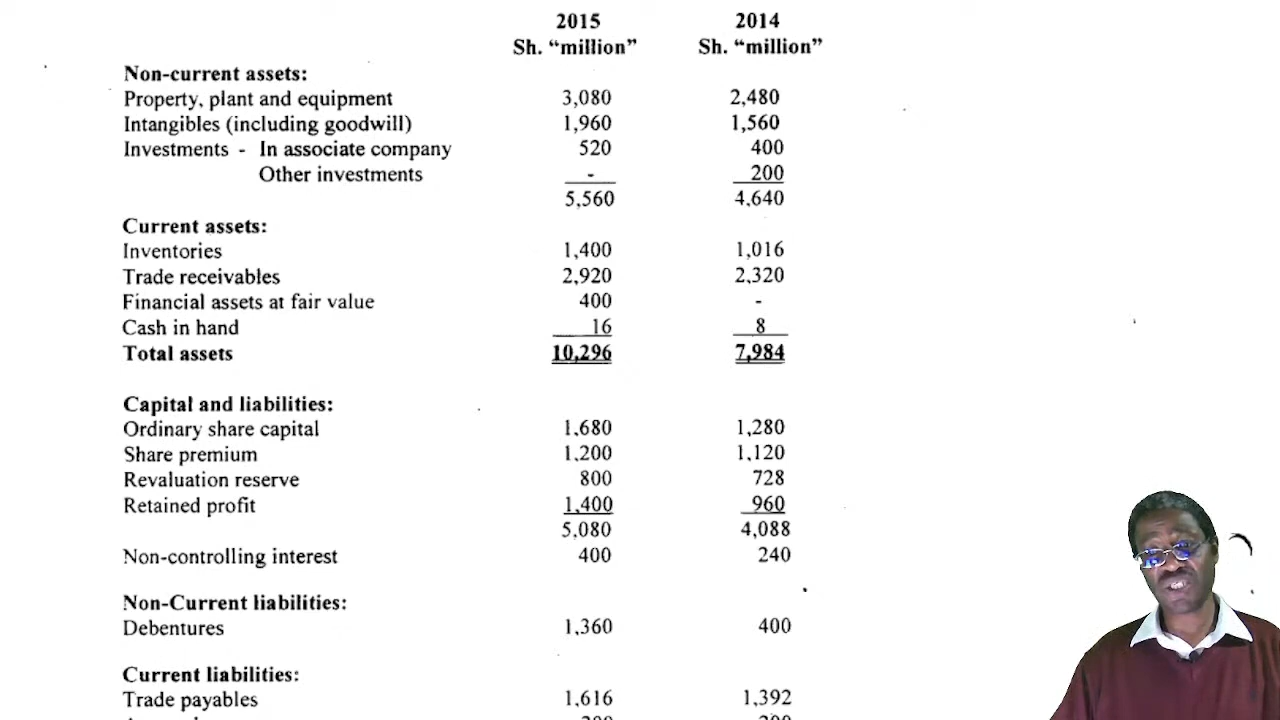 2015 2014
Sh. “million” Sh. “million”
Non-current assets:
Property, plant and equipment 3,080 2,480
Intangibles (including goodwill) 1,960 1,560
Investments - In associate company 520 400
Other investments - 200
5,560 4,640
Current assets:
Inventories 1,400 1,016
Trade receivables 2,920 2,320
Financial assets at fair value 400 -
Cash in hand 16 8
Total assets 10,296 7,984
Capital and liabilities:
Ordinary share capital 1,680 1,280
Share premium 1,200 1,120
Revaluation reserve 800 728
Retained profit 1,400 960
5,080 4,088
Non-controlling interest 400 240
Non-Current liabilities:
Debentures 1,360 400
Current liabilities:
Trade payables 1,616 1,392